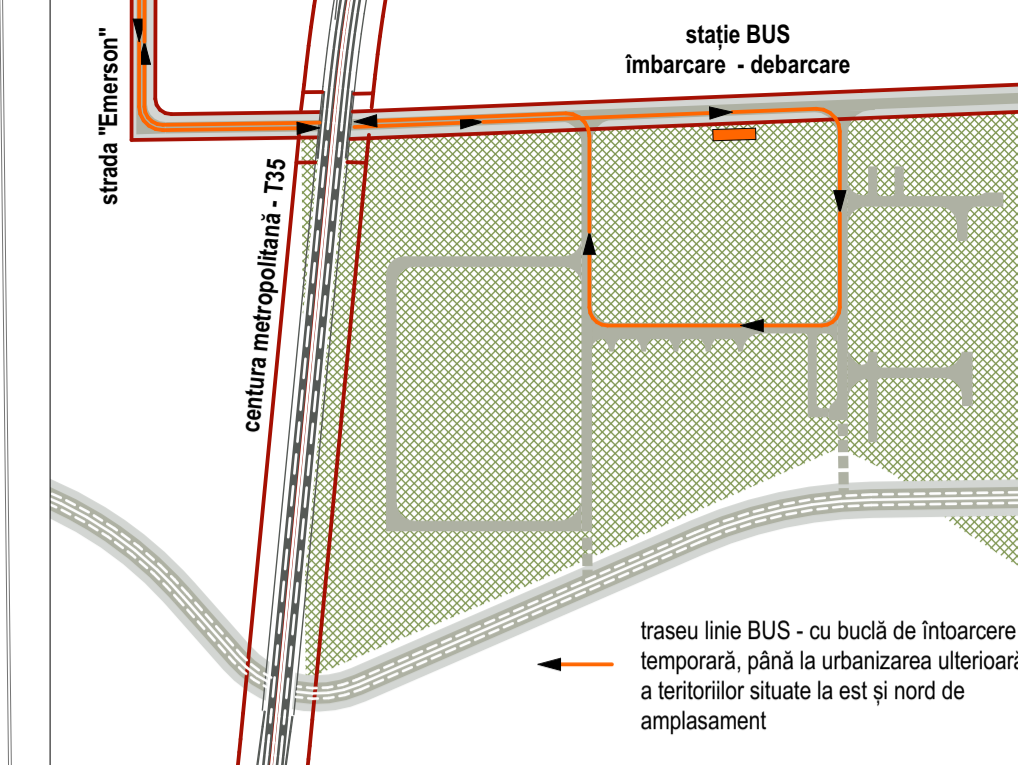 stație BUS
îmbarcare - debarcare
strada "Emerson"
centura metropolitană - T35
traseu linie BUS - cu buclă de întoarcere
temporară, până la urbanizarea ulterioară
a teritoriilor situate la est și nord de
amplasament